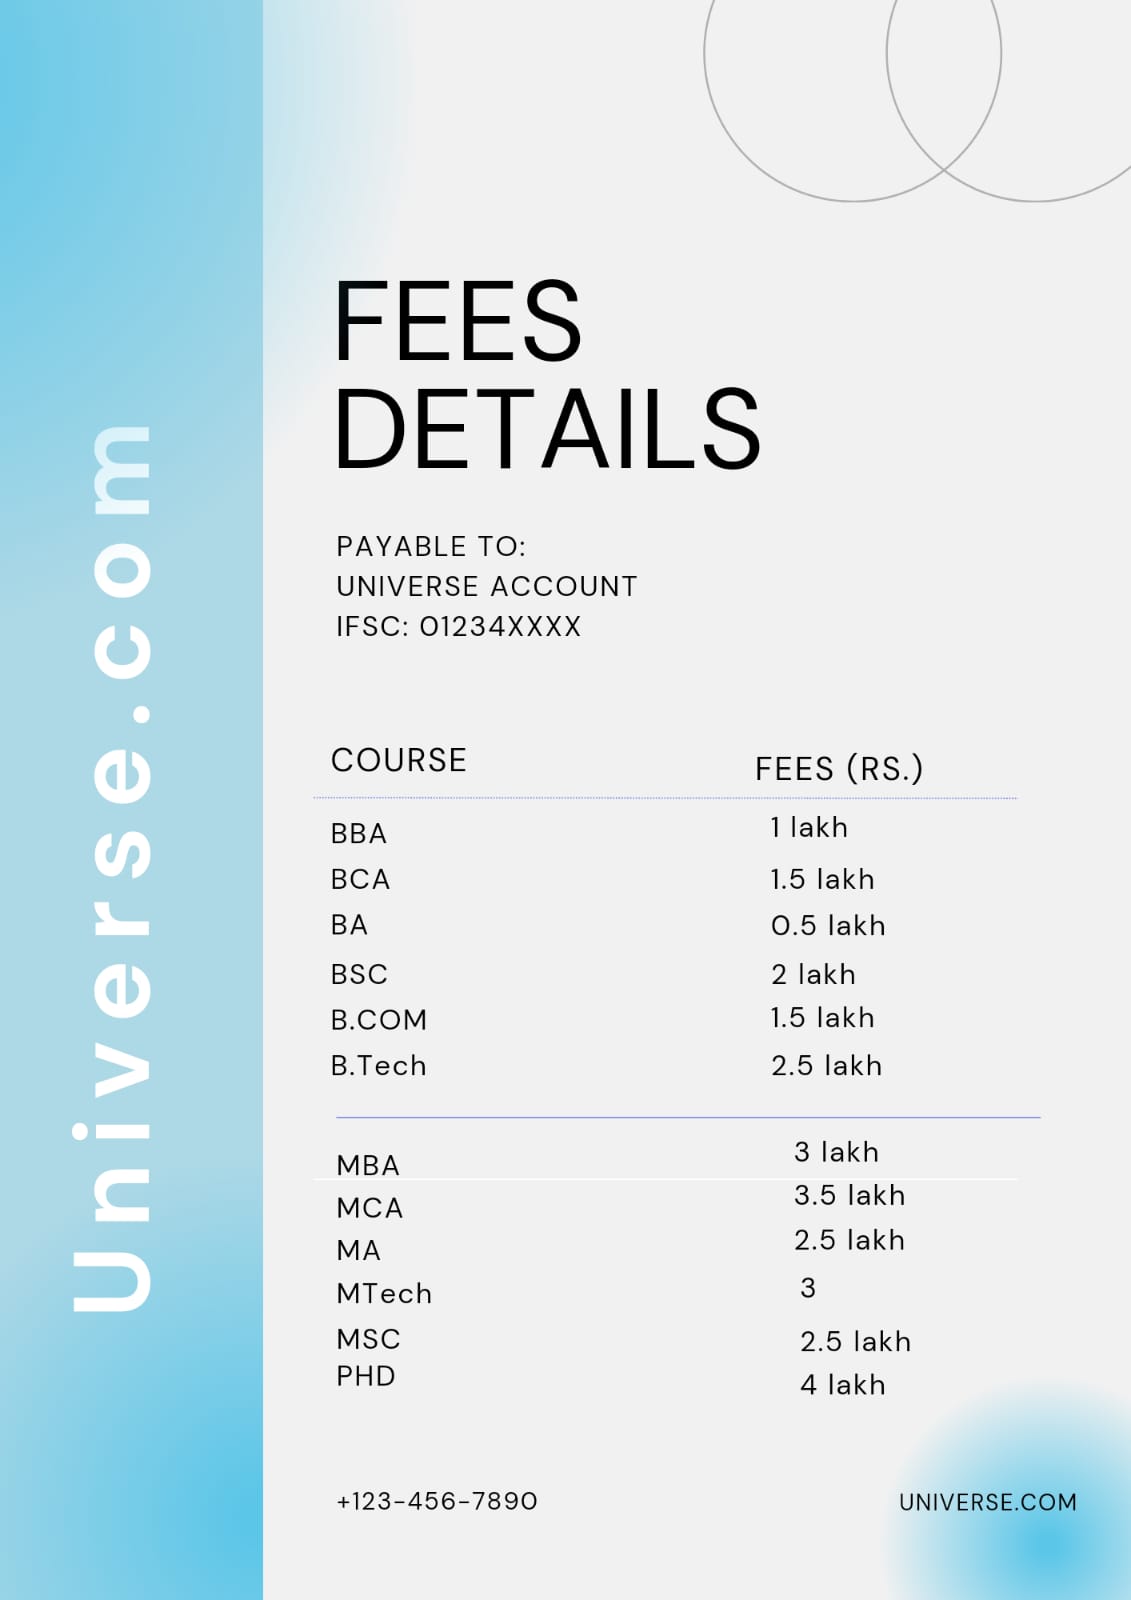 Universe.com
FEES
DETAILS
PAYABLE TO:
UNIVERSE ACCOUNT
IFSC: 01234XXXX
COURSE FEES (RS.)
BBA 1 lakh
BCA 1.5 lakh
BA 0.5 lakh
BSC 2 lakh
B.COM 1.5 lakh
B.Tech 2.5 lakh
MBA 3 lakh
MCA 3.5 lakh
MA 2.5 lakh
MTech 3
MSC 2.5 lakh
PHD 4 lakh
+123-456-7890 UNIVERSE.COM